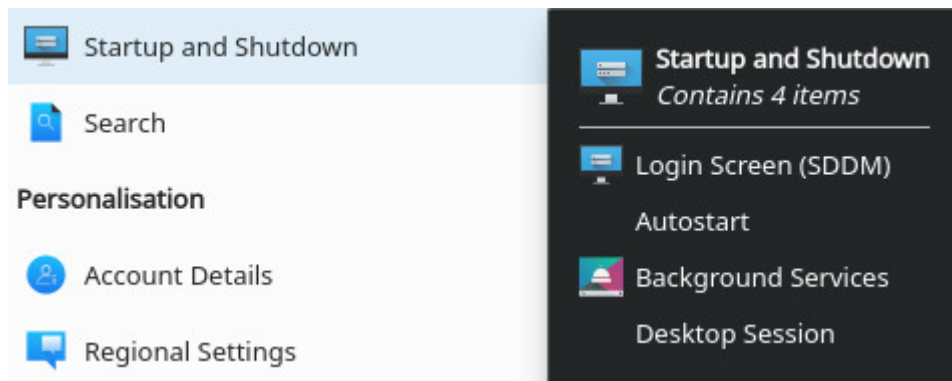 Startup and Shutdown
Search
Personalisation
Account Details
Regional Settings
Startup and Shutdown
Contains 4 items
Login Screen (SDDM)
Autostart
Background Services
Desktop Session